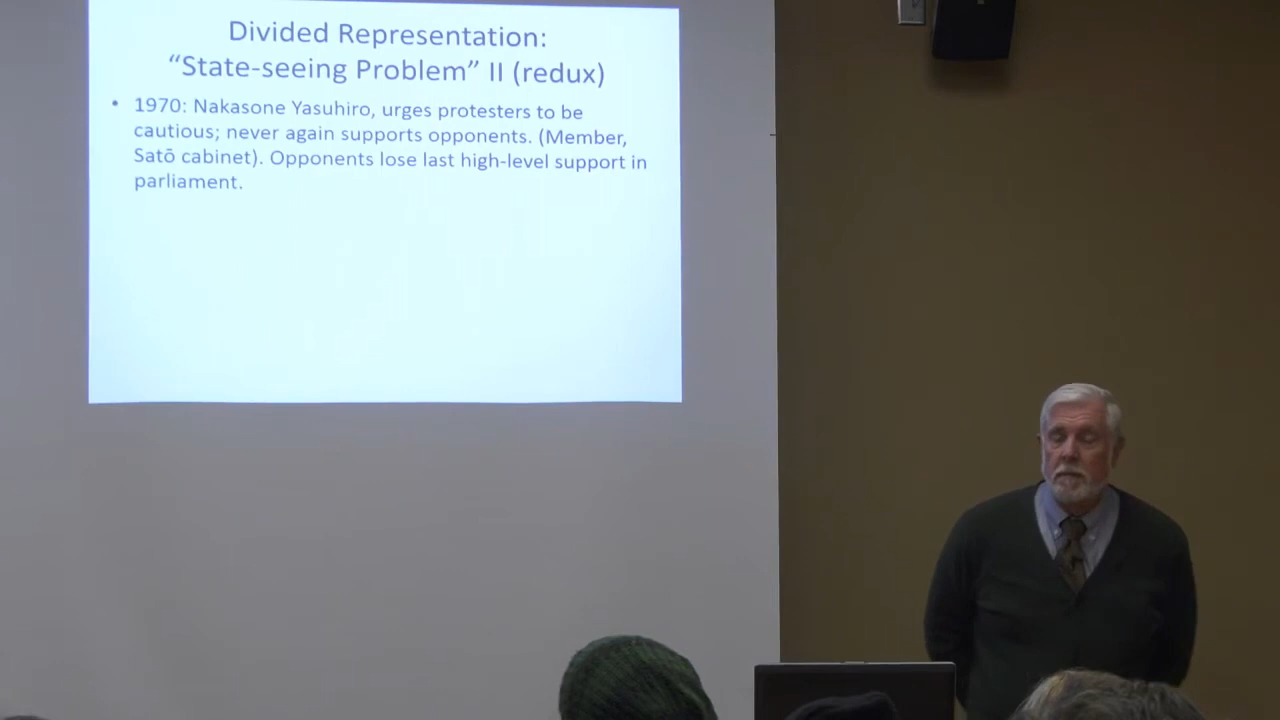 Divided Representation:
“State-seeing Problem” II (redux)
• 1970: Nakasone Yasuhiro, urges protesters to be
cautious; never again supports opponents. (Member,
Satō cabinet). Opponents lose last high-level support in
parliament.